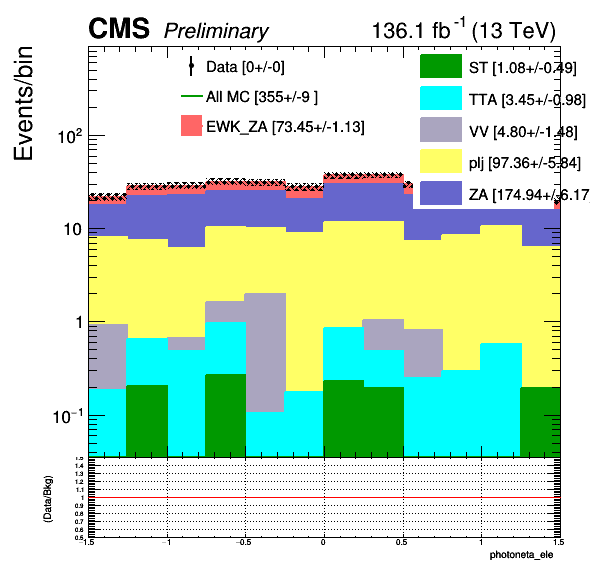 CMS Preliminary 136.1 fb⁻¹ (13 TeV)
Events/bin
Data [0+/-0]
All MC [355+/-9 ]
EWK_ZA [73.45+/-1.13]
ST [1.08+/-0.49]
TTA [3.45+/-0.98]
VV [4.80+/-1.48]
plj [97.36+/-5.84]
ZA [174.94+/-6.17]
10²
10
1
10⁻¹
(Data/Bkg)
1.5
1.4
1.3
1.2
1.1
1
0.9
0.8
0.7
0.6
0.5
-1.5 -1 -0.5 0 0.5 1 1.5
photoneta_ele